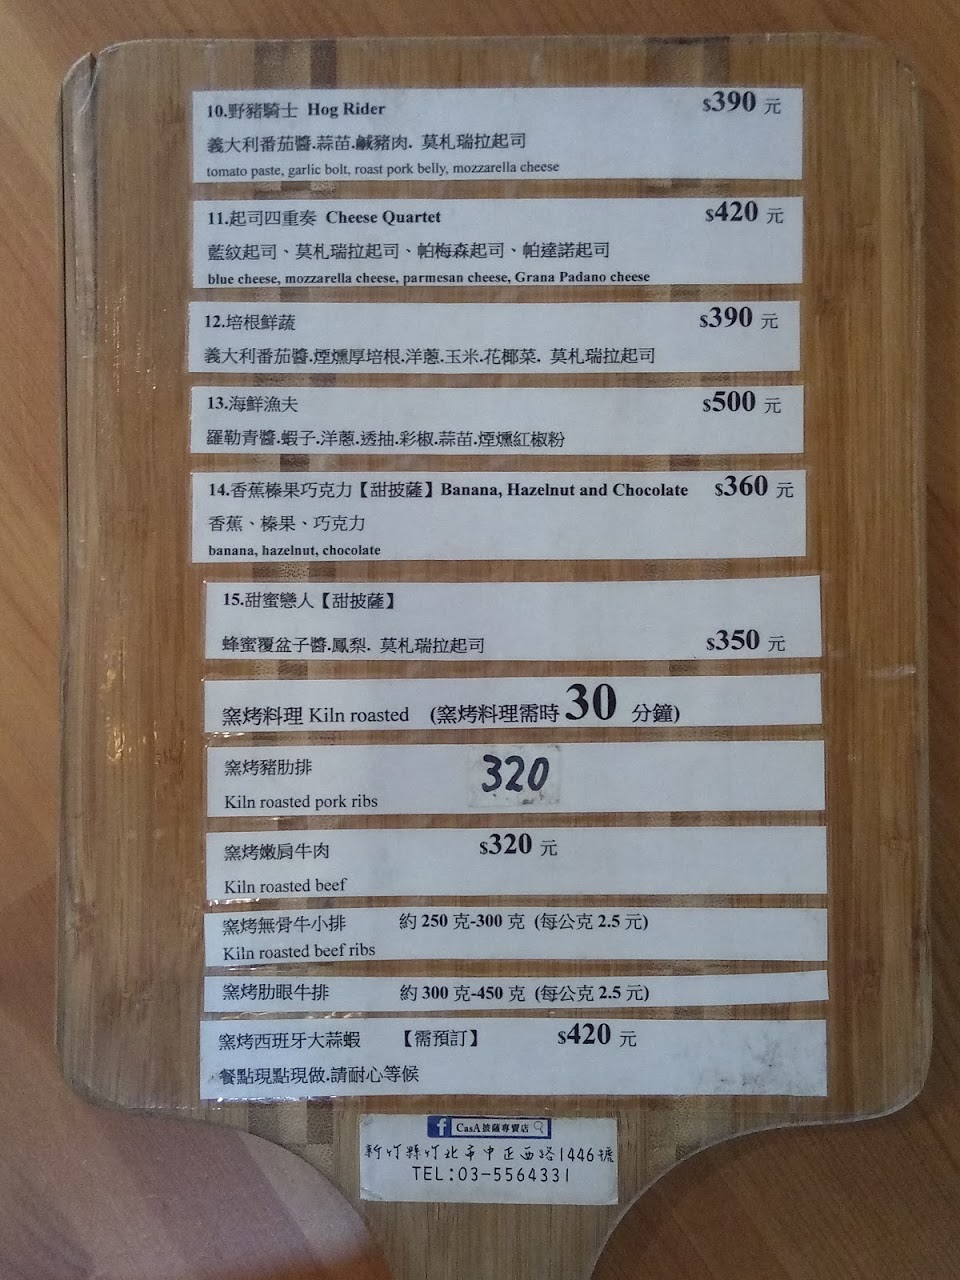 10.野豬騎士 Hog Rider $390 元
義大利番茄醬.蒜苗.鹹豬肉. 莫札瑞拉起司
tomato paste, garlic bolt, roast pork belly, mozzarella cheese
11.起司四重奏 Cheese Quartet $420 元
藍紋起司、莫札瑞拉起司、帕梅森起司、帕達諾起司
blue cheese, mozzarella cheese, parmesan cheese, Grana Padano cheese
12.培根鮮蔬 $390 元
義大利番茄醬.煙燻厚培根.洋蔥.玉米.花椰菜. 莫札瑞拉起司
13.海鮮漁夫 $500 元
羅勒青醬.蝦子.洋蔥.透抽.彩椒.蒜苗.煙燻紅椒粉
14.香蕉榛果巧克力【甜披薩】Banana, Hazelnut and Chocolate $360 元
香蕉、榛果、巧克力
banana, hazelnut, chocolate
15.甜蜜戀人【甜披薩】
蜂蜜覆盆子醬.鳳梨. 莫札瑞拉起司 $350 元
窯烤料理 Kiln roasted (窯烤料理需時 30 分鐘)
窯烤豬肋排 320
Kiln roasted pork ribs
窯烤嫩肩牛肉 $320 元
Kiln roasted beef
窯烤無骨牛小排 約 250 克-300 克 (每公克 2.5 元)
Kiln roasted beef ribs
窯烤肋眼牛排 約 300 克-450 克 (每公克 2.5 元)
窯烤西班牙大蒜蝦 【需預訂】 $420 元
餐點現點現做.請耐心等候
f CasA披薩專賣店
新竹縣竹北市中正西路1446號
TEL:03-5564331